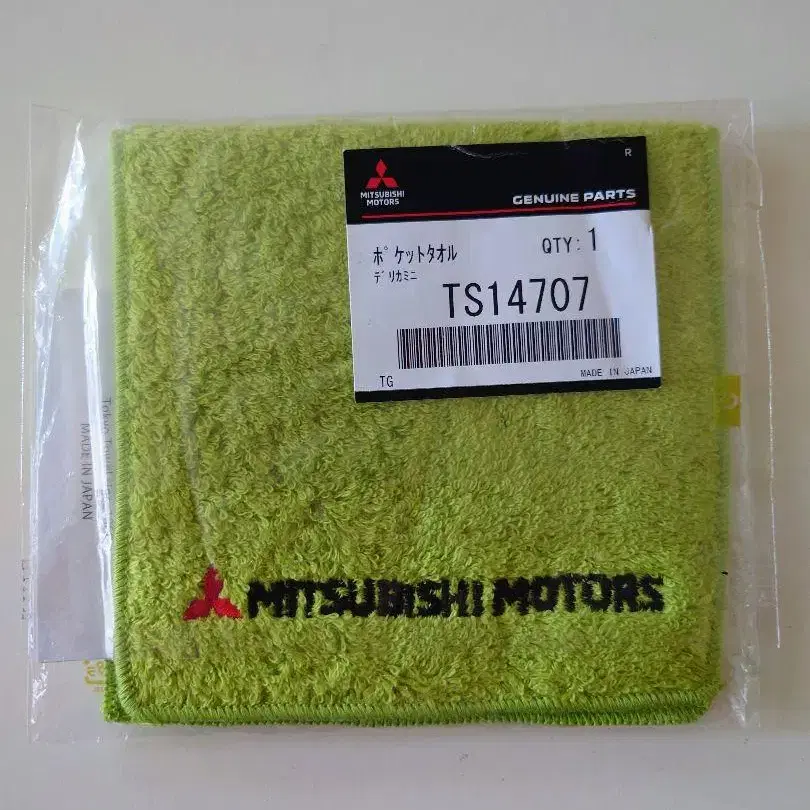 R
MITSUBISHI
MOTORS
GENUINE PARTS
ポケットタオル
QTY: 1
デリカミニ
TS14707
TG
MADE IN JAPAN
MADE IN JAPAN
MITSUBISHI MOTORS